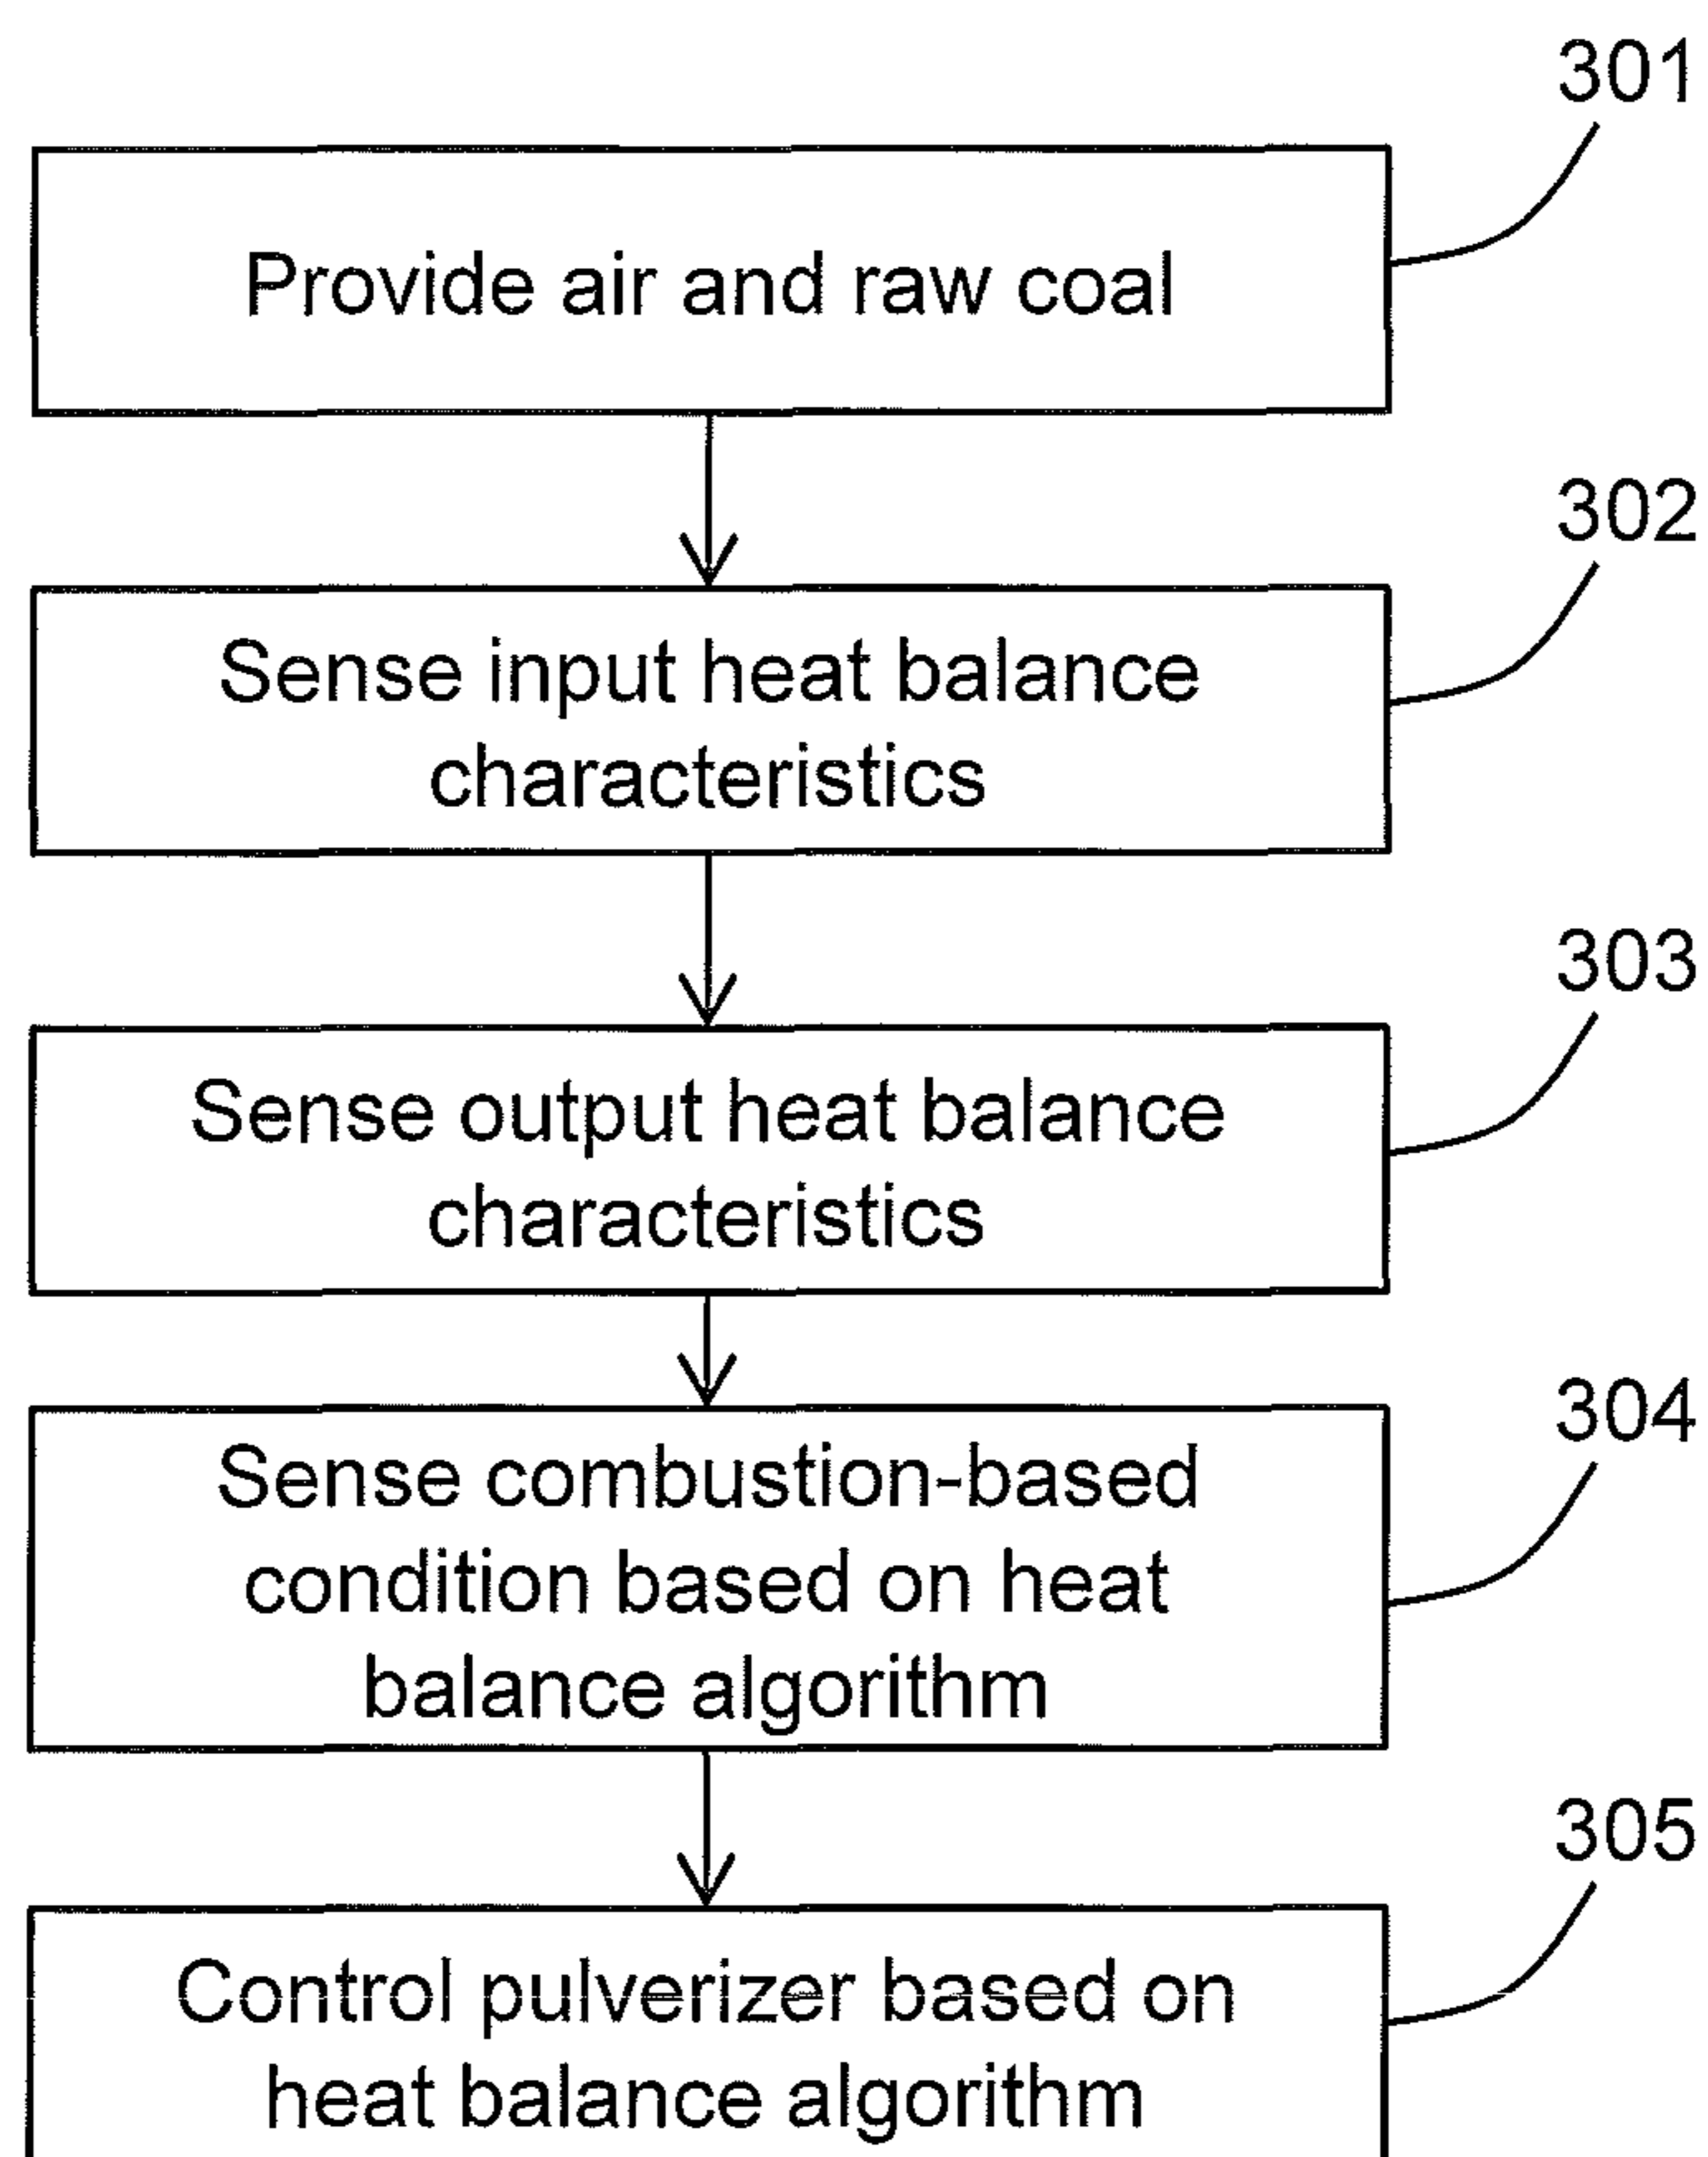 301
Provide air and raw coal
302
Sense input heat balance
characteristics
303
Sense output heat balance
characteristics
304
Sense combustion-based
condition based on heat
balance algorithm
305
Control pulverizer based on
heat balance algorithm